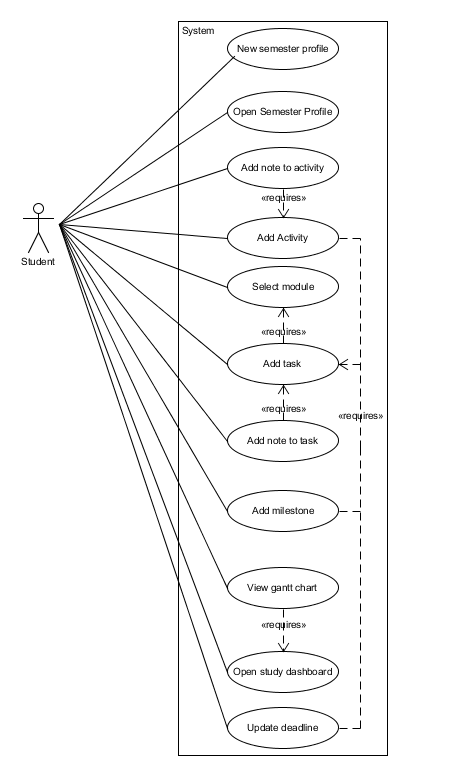 System
New semester profile
Open Semester Profile
Add note to activity
«requires»
Add Activity
Student
Select module
«requires»
Add task
«requires»
«requires»
Add note to task
Add milestone
View gantt chart
«requires»
Open study dashboard
Update deadline